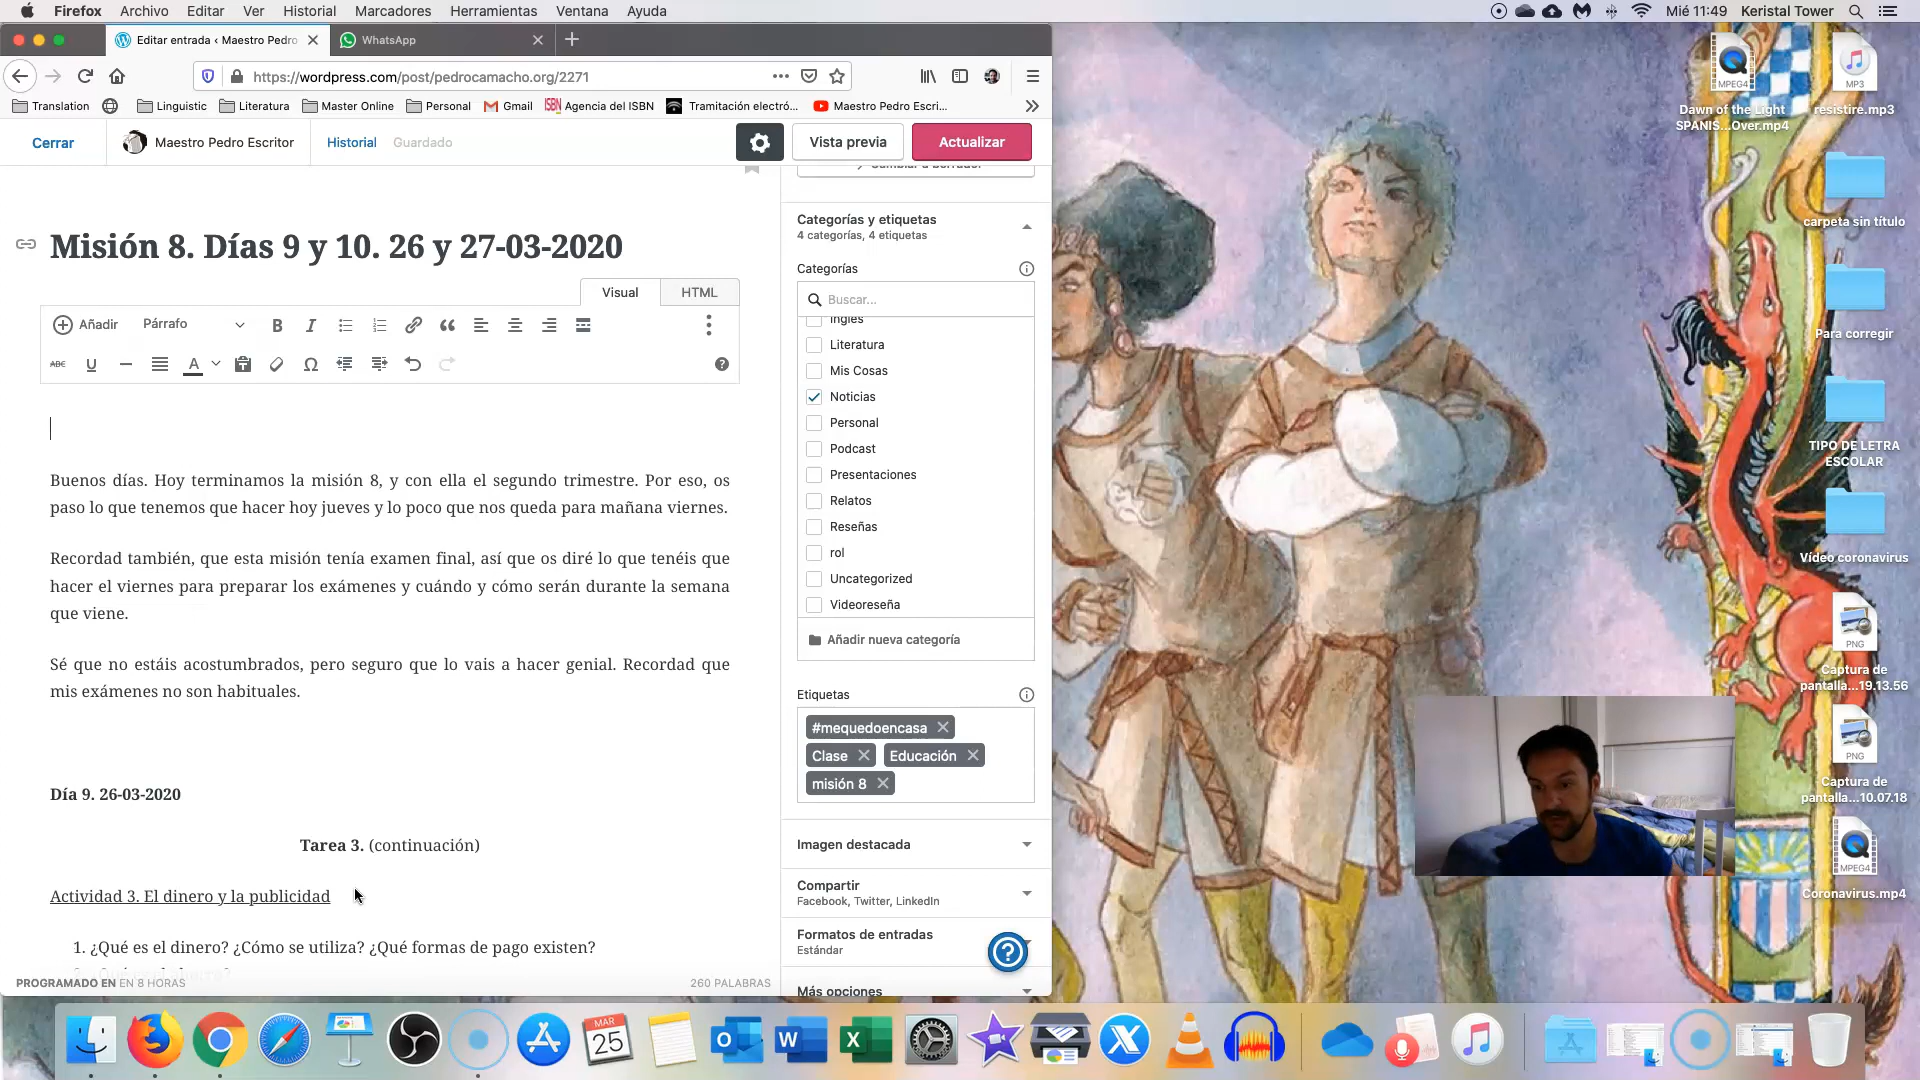 Firefox Archivo Editar Ver Historial Marcadores Herramientas Ventana Ayuda
Mié 11:49 Keristal Tower
Editar entrada ‹ Maestro Pedro
WhatsApp
https://wordpress.com/post/pedrocamacho.org/2271
Translation
Linguistic
Literatura
Master Online
Personal
Gmail
ISBN Agencia del ISBN
Tramitación electró...
Maestro Pedro Escri...
Cerrar
Maestro Pedro Escritor
Historial
Guardado
Vista previa
Actualizar
Categorías y etiquetas
4 categorías, 4 etiquetas
Misión 8. Días 9 y 10. 26 y 27-03-2020
Visual
HTML
Categorías
Buscar...
Inglés
Literatura
Mis Cosas
Noticias
Personal
Podcast
Presentaciones
Relatos
Reseñas
rol
Uncategorized
Videoreseña
Añadir nueva categoría
Añadir
Párrafo
B I
ABC U A
Buenos días. Hoy terminamos la misión 8, y con ella el segundo trimestre. Por eso, os
paso lo que tenemos que hacer hoy jueves y lo poco que nos queda para mañana viernes.
Recordad también, que esta misión tenía examen final, así que os diré lo que tenéis que
hacer el viernes para preparar los exámenes y cuándo y cómo serán durante la semana
que viene.
Sé que no estáis acostumbrados, pero seguro que lo vais a hacer genial. Recordad que
mis exámenes no son habituales.
Día 9. 26-03-2020
Tarea 3. (continuación)
Actividad 3. El dinero y la publicidad
1. ¿Qué es el dinero? ¿Cómo se utiliza? ¿Qué formas de pago existen?
PROGRAMADO EN EN 8 HORAS
260 PALABRAS
Etiquetas
#mequedoencasa
Clase
Educación
misión 8
Imagen destacada
Compartir
Facebook, Twitter, LinkedIn
Formatos de entradas
Estándar
Más opciones
MPEG4
Dawn of the Light
SPANIS...Over.mp4
MP3
resistire.mp3
carpeta sin título
Para corregir
TIPO DE LETRA
ESCOLAR
Vídeo coronavirus
PNG
Captura de
pantalla...19.13.56
PNG
Captura de
pantalla...10.07.18
MPEG4
Coronavirus.mp4
MAR
25